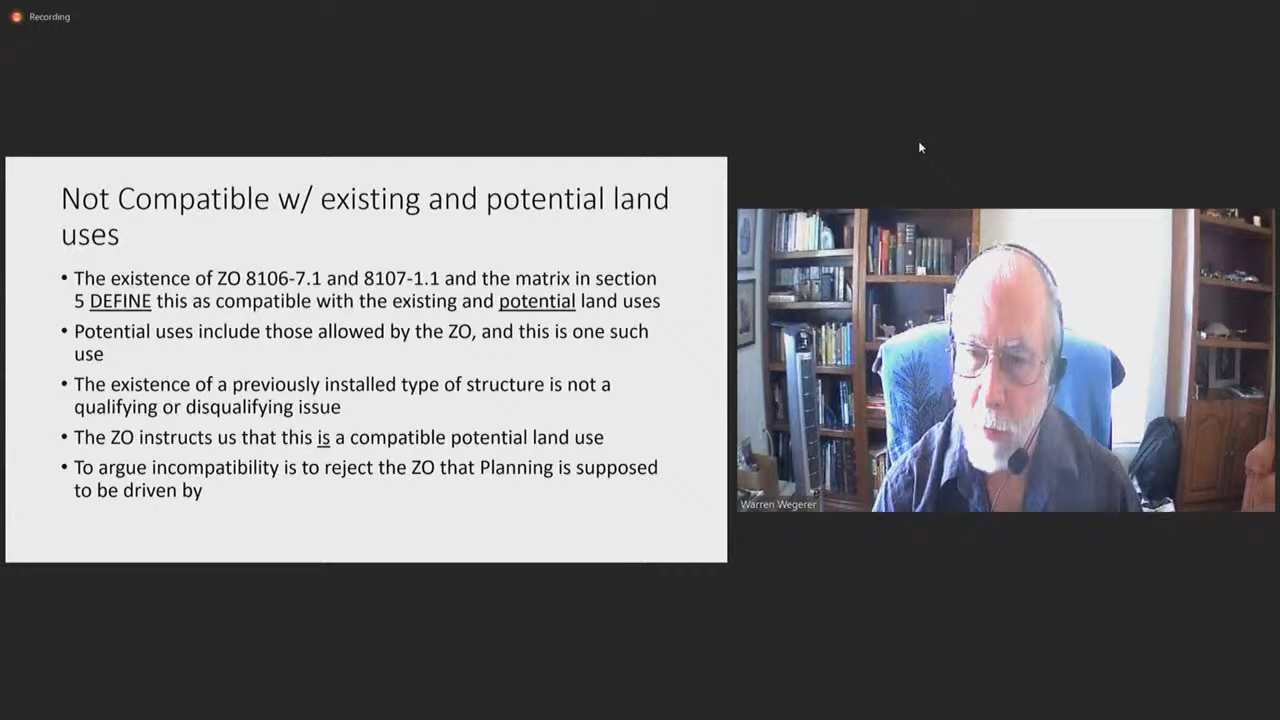 Recording
Not Compatible w/ existing and potential land
uses
• The existence of ZO 8106-7.1 and 8107-1.1 and the matrix in section
5 DEFINE this as compatible with the existing and potential land uses
• Potential uses include those allowed by the ZO, and this is one such
use
• The existence of a previously installed type of structure is not a
qualifying or disqualifying issue
• The ZO instructs us that this is a compatible potential land use
• To argue incompatibility is to reject the ZO that Planning is supposed
to be driven by
Warren Wegerer